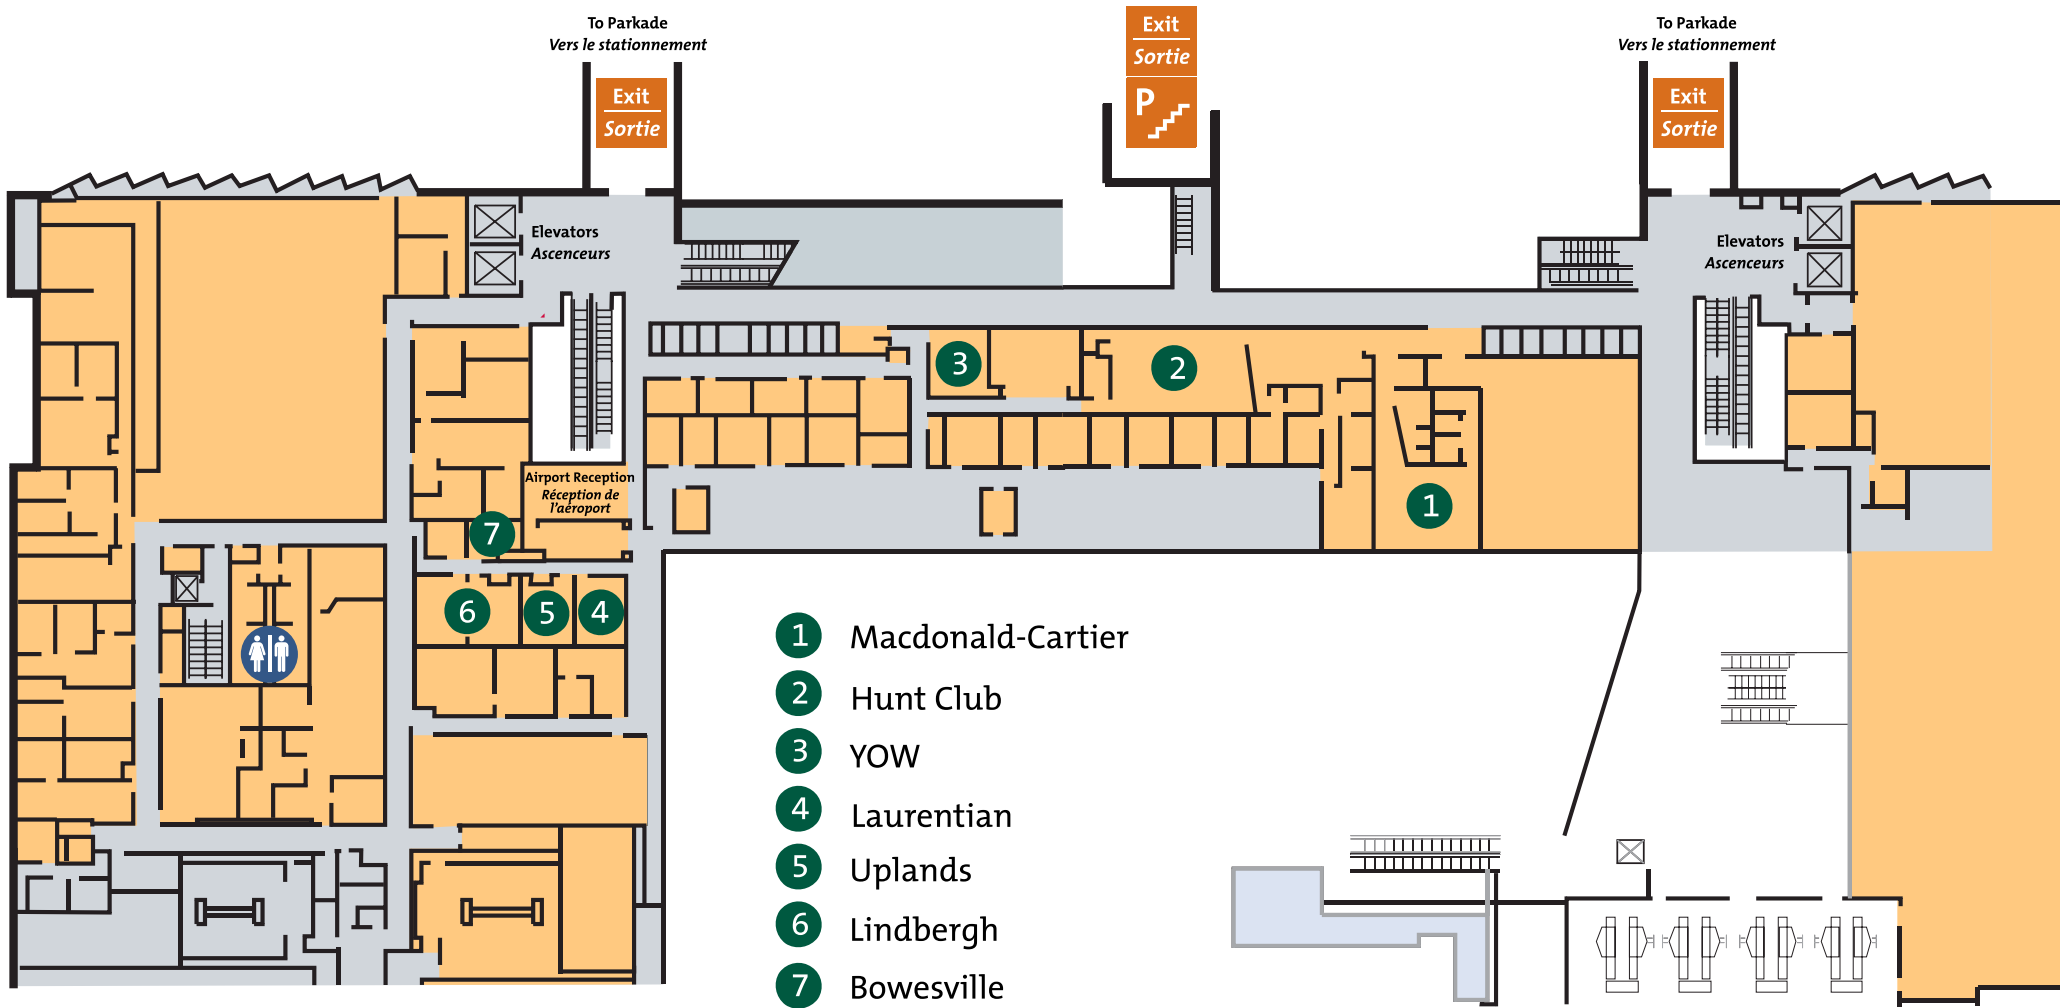 To Parkade
Vers le stationnement
Exit
Sortie
Exit
Sortie
P
To Parkade
Vers le stationnement
Exit
Sortie
Elevators
Ascenceurs
Elevators
Ascenceurs
3
2
1
Airport Reception
Réception de
l'aéroport
7
6
5
4
1 Macdonald-Cartier
2 Hunt Club
3 YOW
4 Laurentian
5 Uplands
6 Lindbergh
7 Bowesville